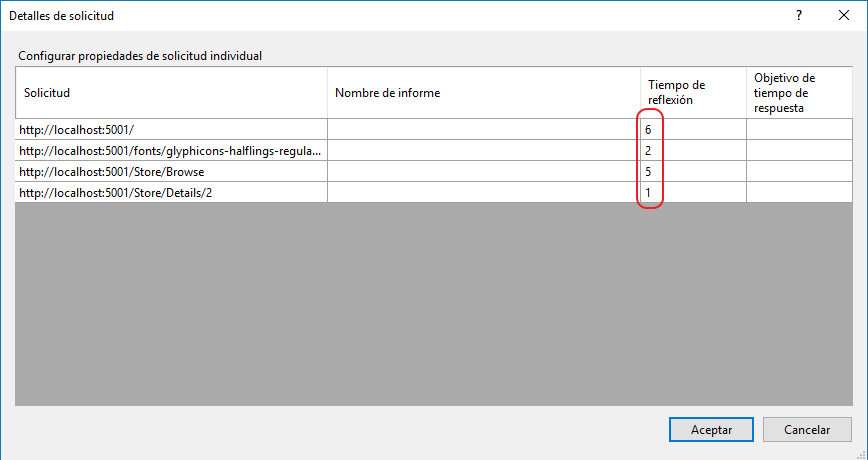 Detalles de solicitud
?
Configurar propiedades de solicitud individual
Solicitud
Nombre de informe
Tiempo de
reflexión
Objetivo de
tiempo de
respuesta
http://localhost:5001/
6
http://localhost:5001/fonts/glyphicons-halflings-regula...
2
http://localhost:5001/Store/Browse
5
http://localhost:5001/Store/Details/2
1
Aceptar
Cancelar